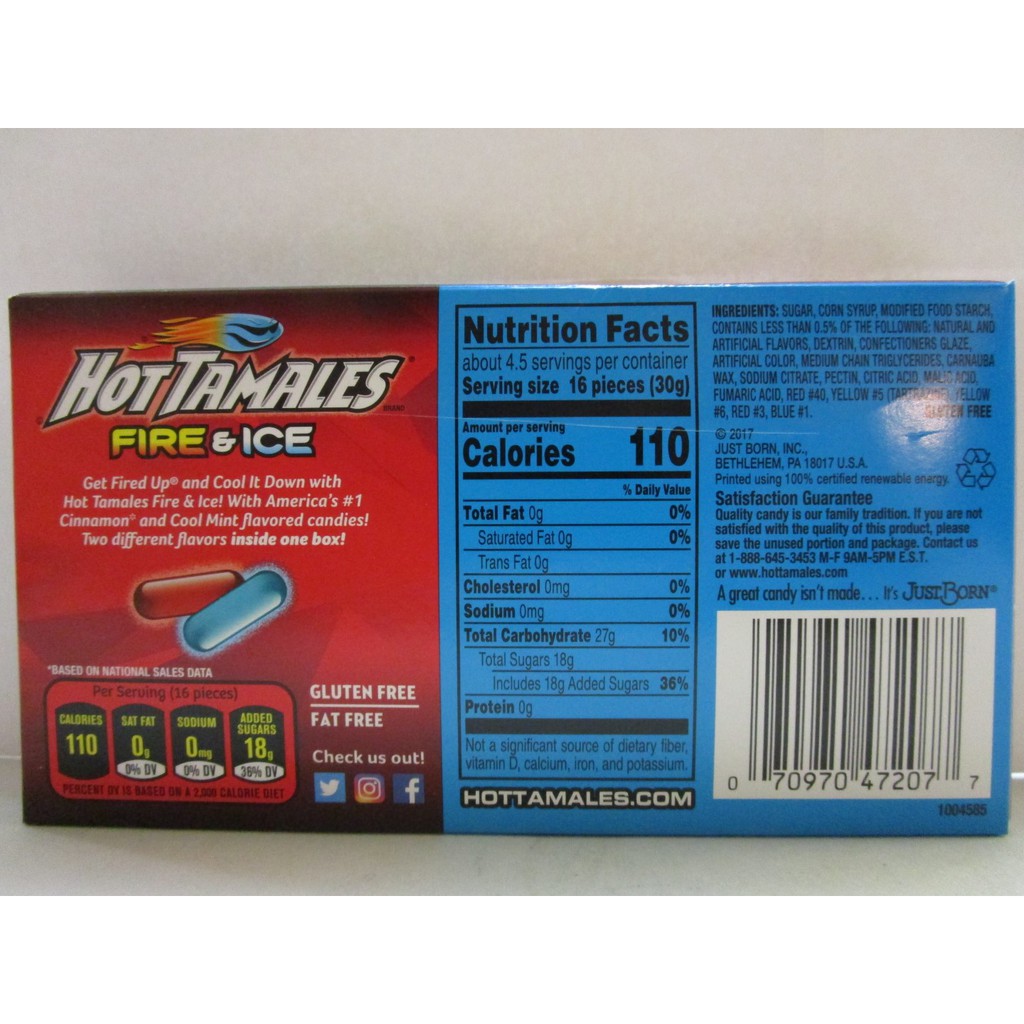 HOT TAMALES®
BRAND
FIRE & ICE
Get Fired Up® and Cool It Down with
Hot Tamales Fire & Ice! With America's #1
Cinnamon* and Cool Mint flavored candies!
Two different flavors inside one box!
*BASED ON NATIONAL SALES DATA
Per Serving (16 pieces)
CALORIES
110
SAT FAT
0g
0% DV
SODIUM
0mg
0% DV
ADDED
SUGARS
18g
36% DV
PERCENT DV IS BASED ON A 2,000 CALORIE DIET
GLUTEN FREE
FAT FREE
Check us out!
Nutrition Facts
about 4.5 servings per container
Serving size 16 pieces (30g)
Amount per serving
Calories 110
% Daily Value
Total Fat 0g 0%
Saturated Fat 0g 0%
Trans Fat 0g
Cholesterol 0mg 0%
Sodium 0mg 0%
Total Carbohydrate 27g 10%
Total Sugars 18g
Includes 18g Added Sugars 36%
Protein 0g
Not a significant source of dietary fiber,
vitamin D, calcium, iron, and potassium.
HOTTAMALES.COM
INGREDIENTS: SUGAR, CORN SYRUP, MODIFIED FOOD STARCH,
CONTAINS LESS THAN 0.5% OF THE FOLLOWING: NATURAL AND
ARTIFICIAL FLAVORS, DEXTRIN, CONFECTIONERS GLAZE,
ARTIFICIAL COLOR, MEDIUM CHAIN TRIGLYCERIDES, CARNAUBA
WAX, SODIUM CITRATE, PECTIN, CITRIC ACID, MALIC ACID,
FUMARIC ACID, RED #40, YELLOW #5 (TARTRAZINE), YELLOW
#6, RED #3, BLUE #1. GLUTEN FREE
© 2017
JUST BORN, INC.,
BETHLEHEM, PA 18017 U.S.A.
Printed using 100% certified renewable energy.
Satisfaction Guarantee
Quality candy is our family tradition. If you are not
satisfied with the quality of this product, please
save the unused portion and package. Contact us
at 1-888-645-3453 M-F 9AM-5PM E.S.T.
or www.hottamales.com
A great candy isn't made... It's JUST BORN®
0 70970 47207 7
1004585